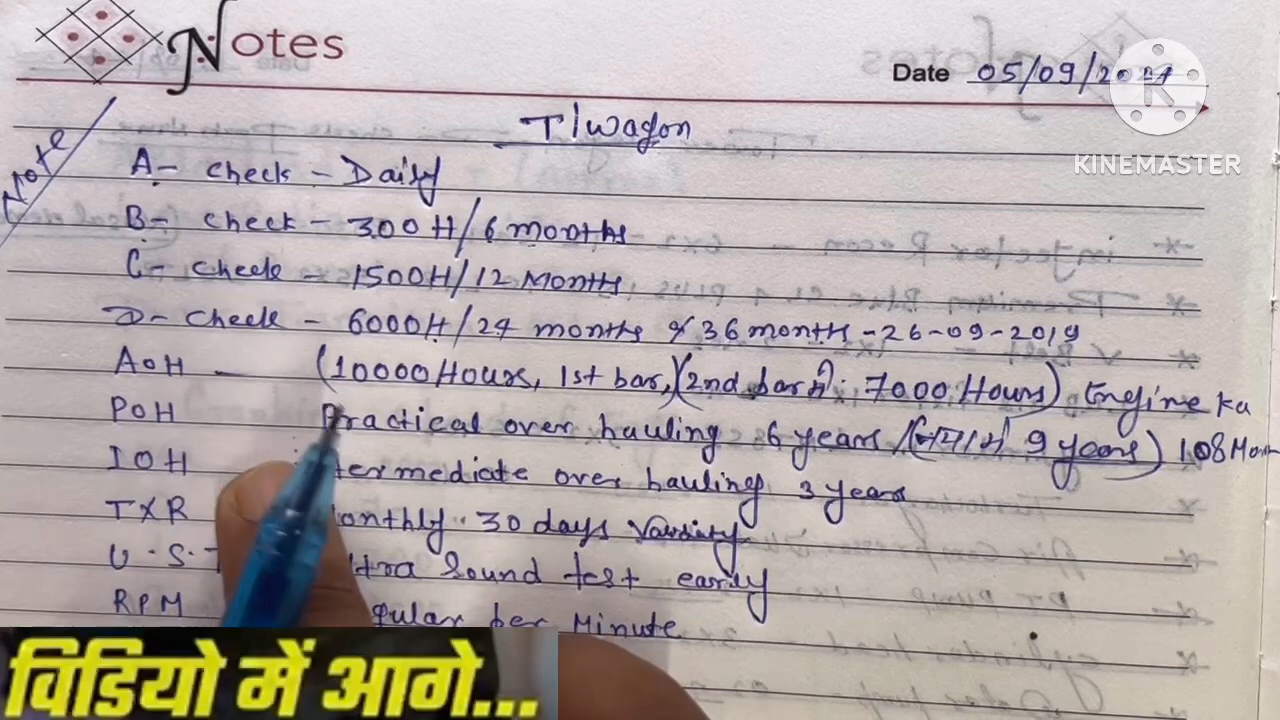 Notes
Date 05/09/2024
KINEMASTER
Note
T/Wagon
A- check - Daily
B- check - 300H/6 months
C- check - 1500H/12 Months
D- check - 6000H/24 months & 36 month - 26-09-2019
AOH - (10000 Hours, 1st bar,) (2nd bar में: 7000 Hours) Engine Ka
POH Practical over hauling 6 years ( 9 years) 108 Mon
IOH termediate over hauling 3 years
TXR onthly 30 days
U.S.T ltra Sound test early
RPM gular per Minute
विडियो में आगे...